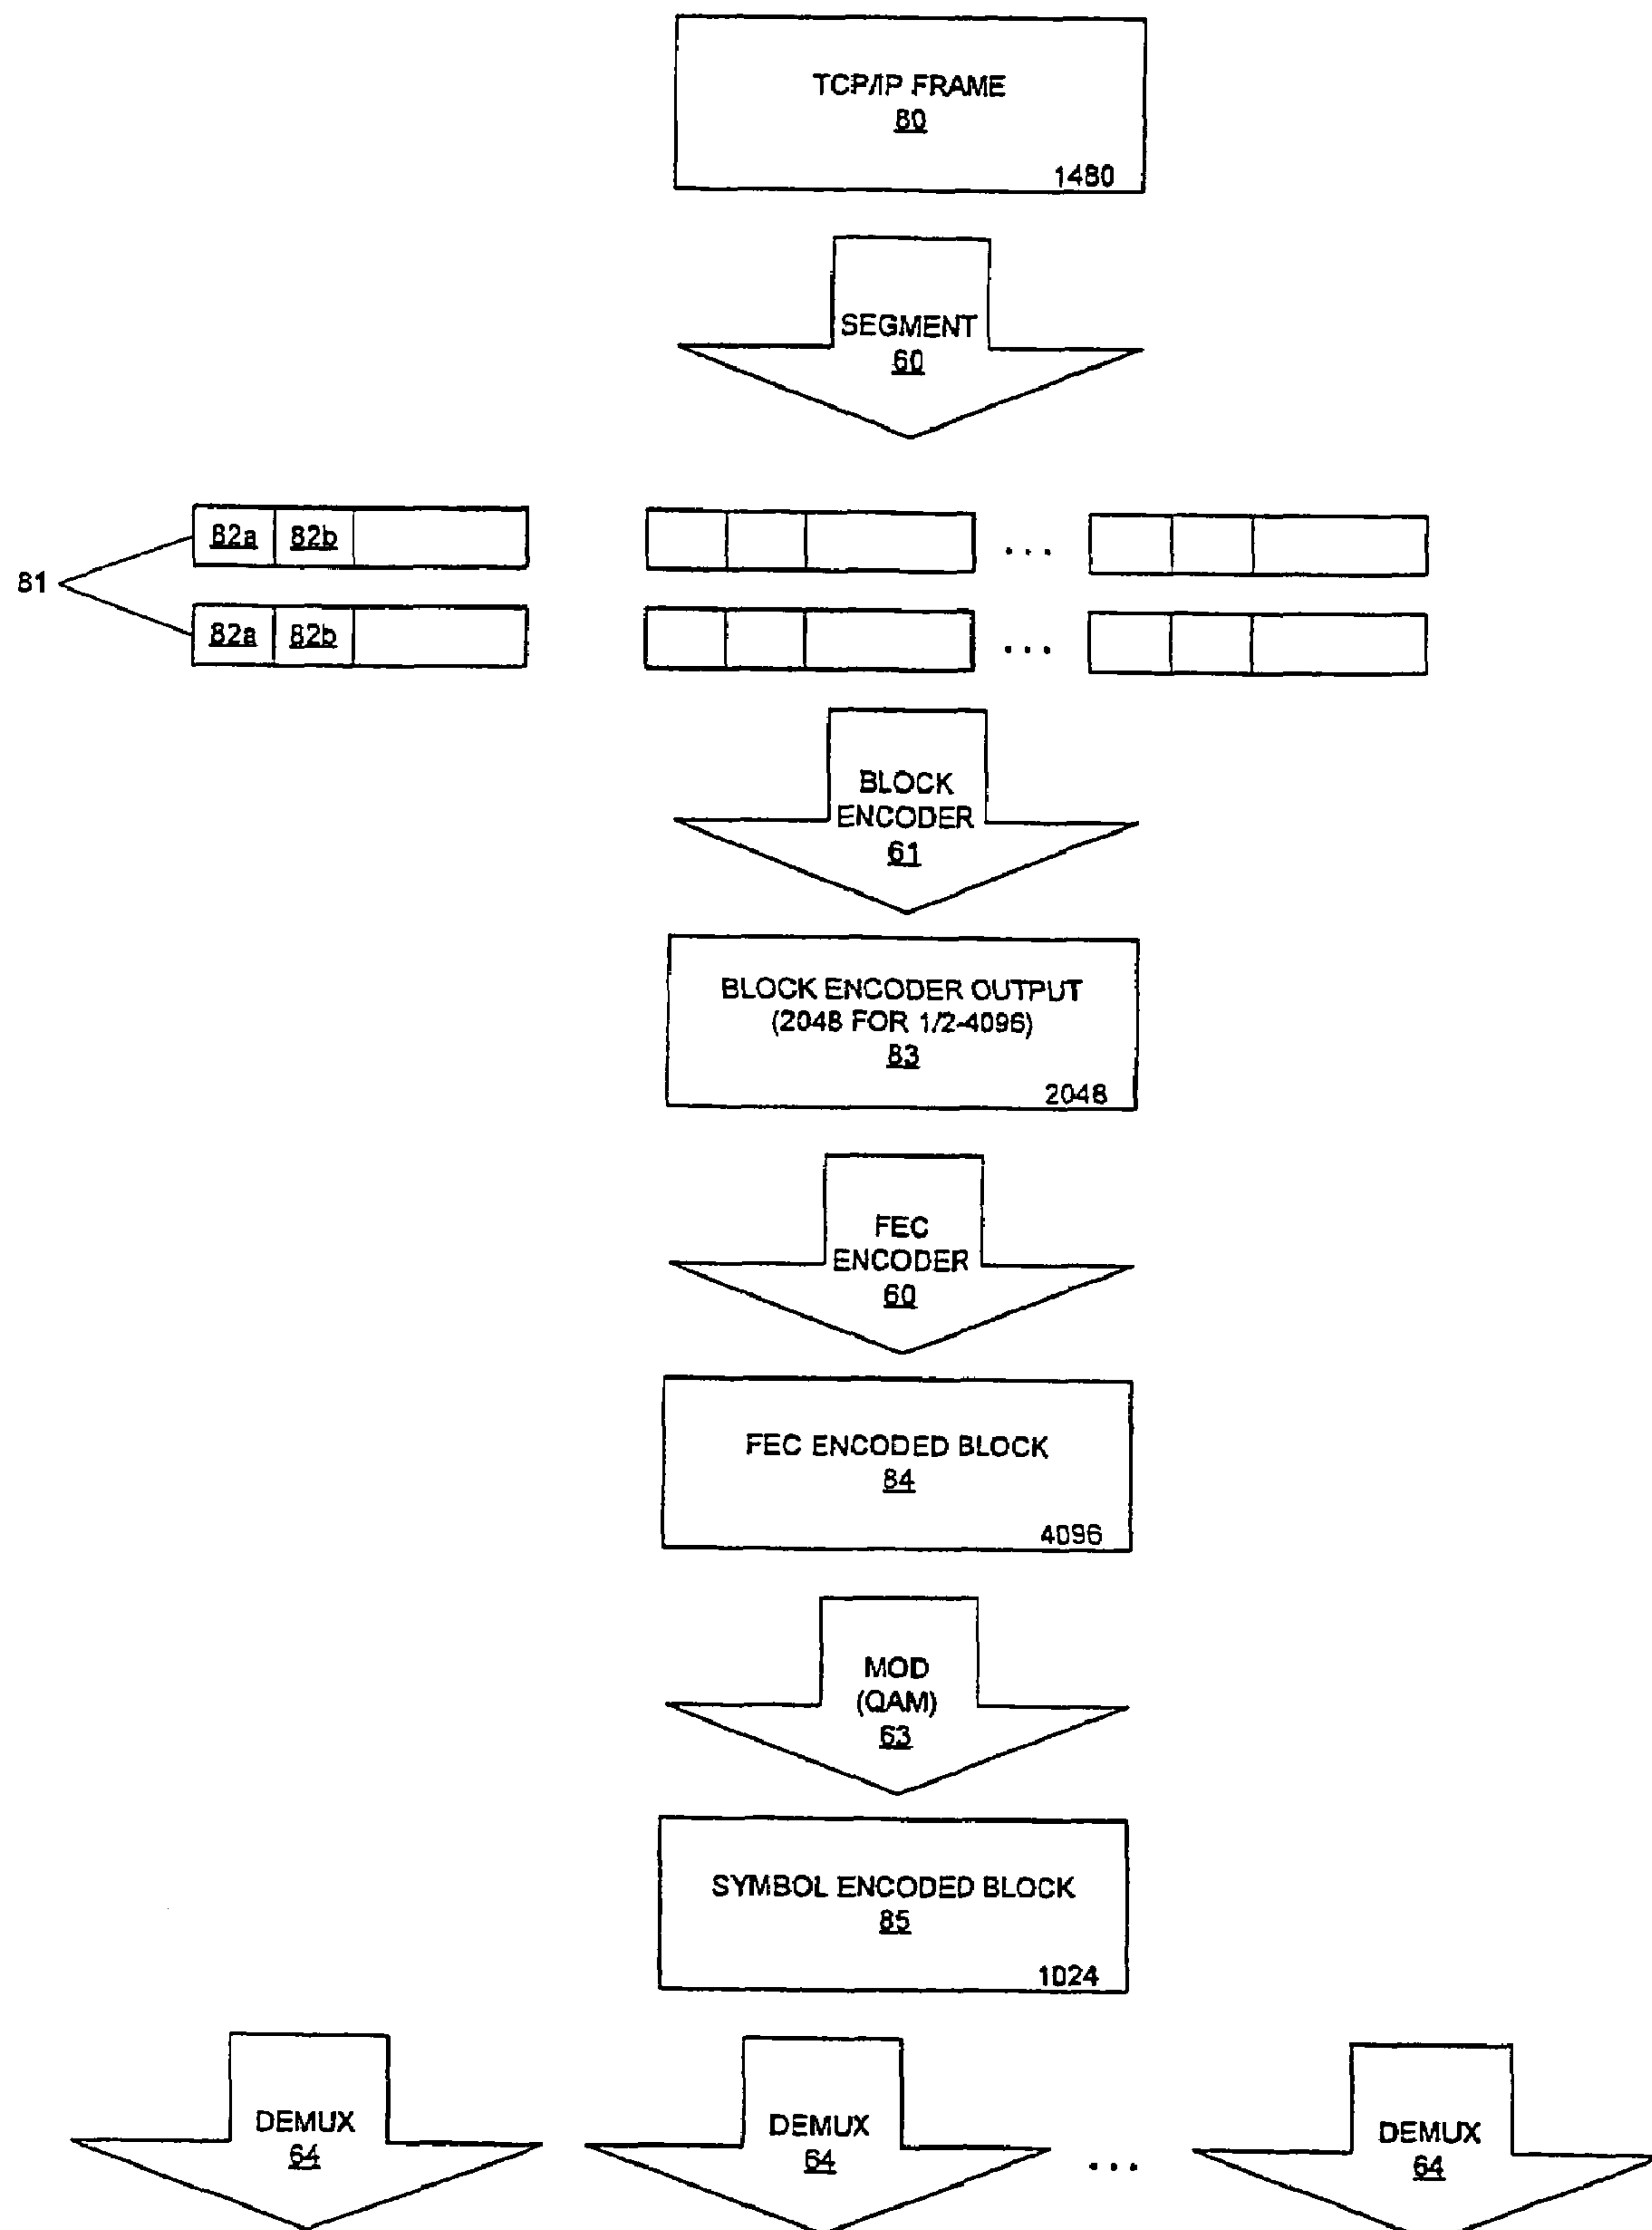 TCP/IP FRAME
80
1480
SEGMENT
60
82a 82b
...
81
82a 82b
...
BLOCK
ENCODER
61
BLOCK ENCODER OUTPUT
(2048 FOR 1/2-4096)
83
2048
FEC
ENCODER
60
FEC ENCODED BLOCK
84
4096
MOD
(QAM)
63
SYMBOL ENCODED BLOCK
85
1024
DEMUX
64
DEMUX
64
...
DEMUX
64